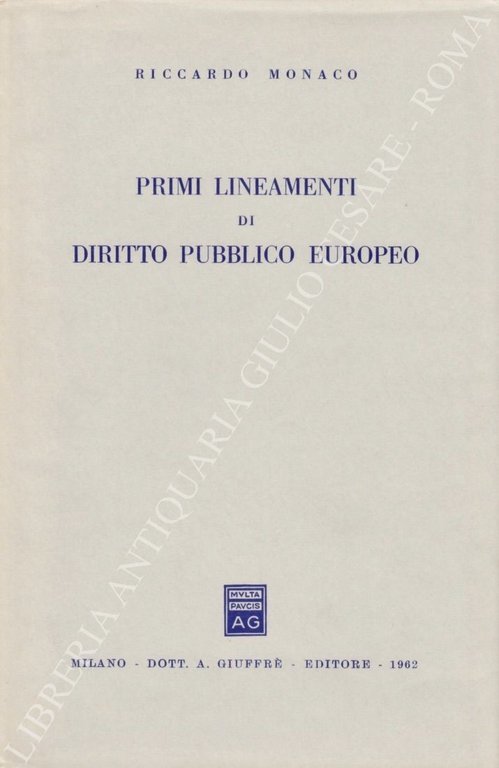 RICCARDO MONACO
PRIMI LINEAMENTI
DI
DIRITTO PUBBLICO EUROPEO
MVLTA
PAVCIS
AG
MILANO - DOTT. A. GIUFFRÈ - EDITORE - 1962
LIBRERIA ANTIQUARIA GIULIO CESARE - ROMA